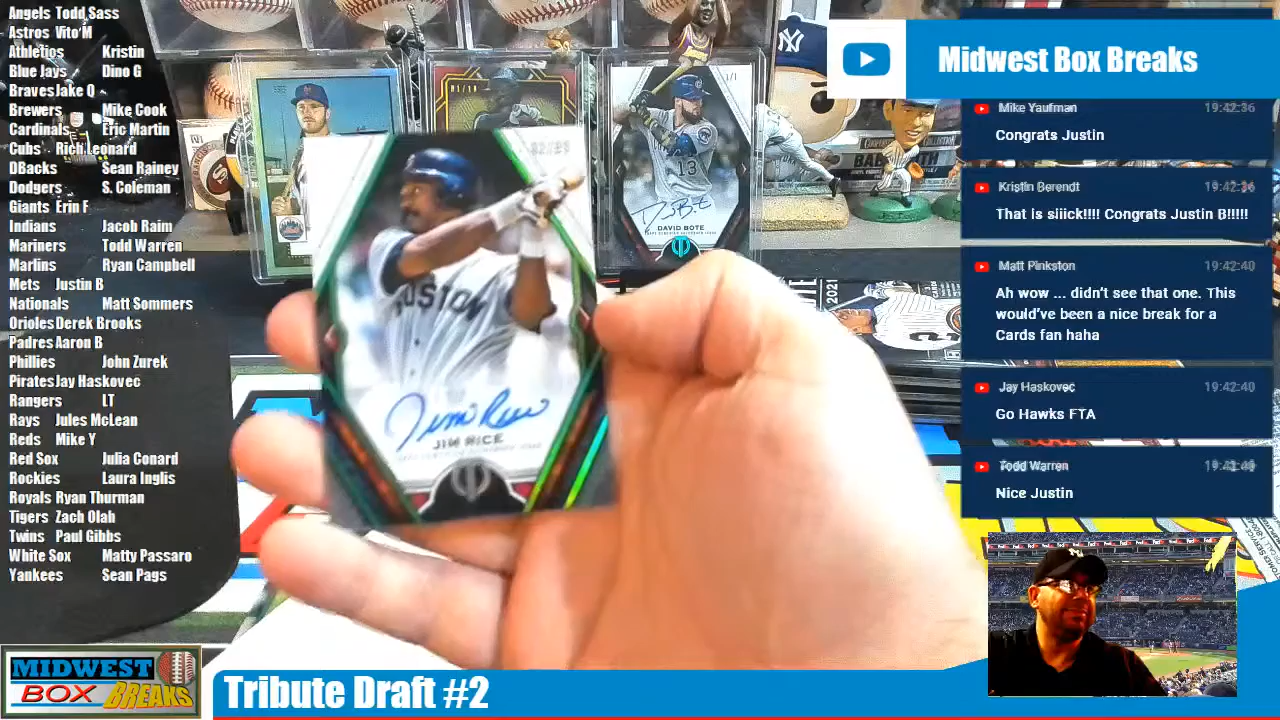 Angels Todd Sass
Astros Vito M
Athletios Kristin
Blue Jays Dino G
Braves Jake Q
Brewers Mike Cook
Cardinals Eric Martin
Cubs Rich Leonard
DBacks Sean Rainey
Dodgers S. Coleman
Giants Erin F
Indians Jacob Raim
Mariners Todd Warren
Marlins Ryan Campbell
Mets Justin B
Nationals Matt Sommers
Orioles Derek Brooks
Padres Aaron B
Phillies John Zurek
Pirates Jay Haskovec
Rangers LT
Rays Jules McLean
Reds Mike Y
Red Sox Julia Conard
Rockies Laura Inglis
Royals Ryan Thurman
Tigers Zach Olah
Twins Paul Gibbs
White Sox Matty Passaro
Yankees Sean Pags
MIDWEST
BOX BREAKS
Tribute Draft #2
BOSTON
Jim Rice
JIM RICE
1/1
13
DAVID BOTE
2021
Midwest Box Breaks
Mike Yaufman 19:42:36
Congrats Justin
Kristin Berendt 19:42:36
That is siiick!!!! Congrats Justin B!!!!!
Matt Pinkston 19:42:40
Ah wow ... didn't see that one. This
would've been a nice break for a
Cards fan haha
Jay Haskovec 19:42:40
Go Hawks FTA
Todd Warren
Nice Justin